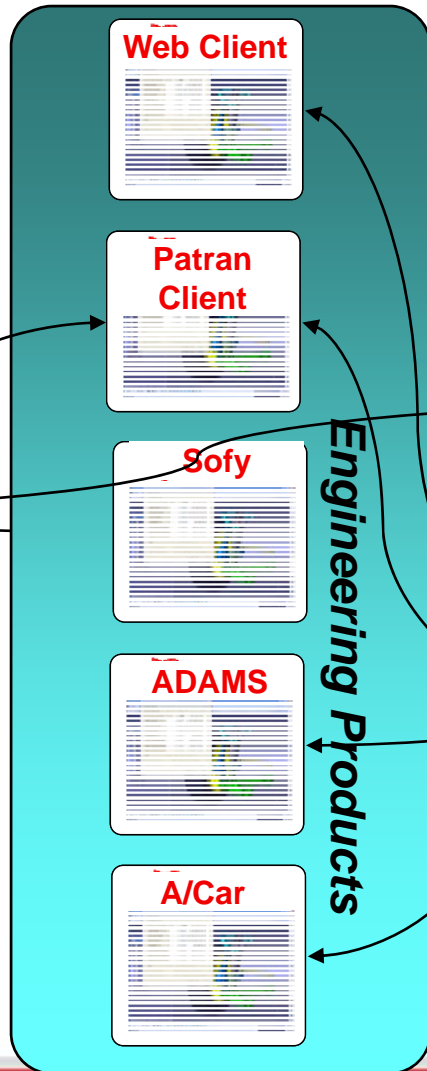 Web Client
Patran
Client
Sofy
ADAMS
A/Car
Engineering Products